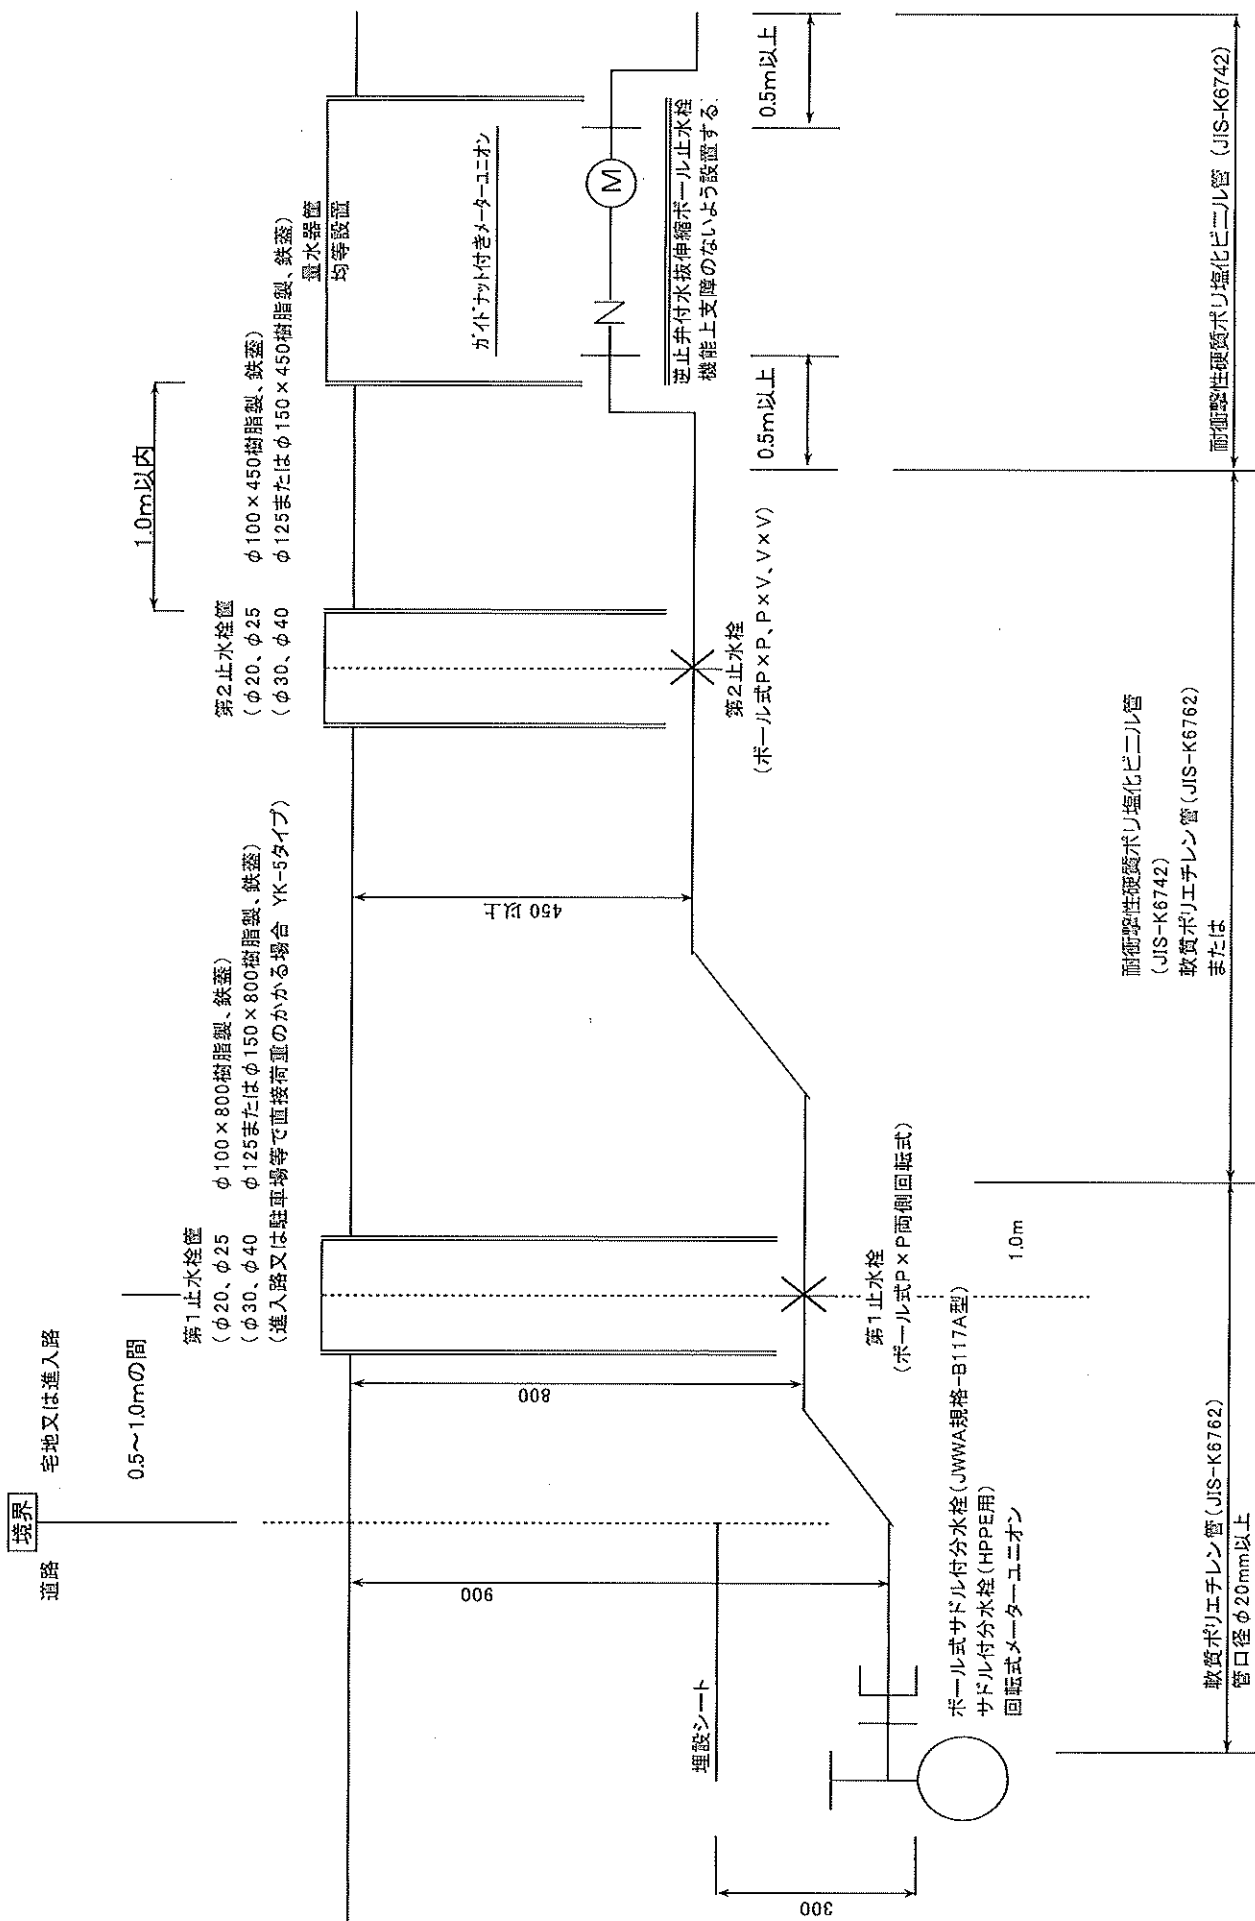 境界
道路
宅地又は進入路
0.5～1.0mの間
第1止水栓筐
(φ20、φ25 φ100×800樹脂製、鉄蓋)
(φ30、φ40 φ125またはφ150×800樹脂製、鉄蓋)
(進入路又は駐車場等で直接荷重のかかる場合 YK-5タイプ)
第2止水栓筐
(φ20、φ25 φ100×450樹脂製、鉄蓋)
(φ30、φ40 φ125またはφ150×450樹脂製、鉄蓋)
1.0m以内
量水器筐
均等設置
ガイドナット付きメーターユニオン
N
M
逆止弁付水抜伸縮ボール止水栓
機能上支障のないよう設置する
0.5m以上
0.5m以上
900
800
450 以上
300
埋設シート
第1止水栓
(ボール式P×P両側回転式)
第2止水栓
(ボール式P×P、P×V、V×V)
ボール式サドル付分水栓(JWWA規格-B117A型)
サドル付分水栓(HPPE用)
回転式メーターユニオン
1.0m
軟質ポリエチレン管(JIS-K6762)
管口径φ20mm以上
耐衝撃性硬質ポリ塩化ビニル管
(JIS-K6742)
軟質ポリエチレン管(JIS-K6762)
または
耐衝撃性硬質ポリ塩化ビニル管 (JIS-K6742)